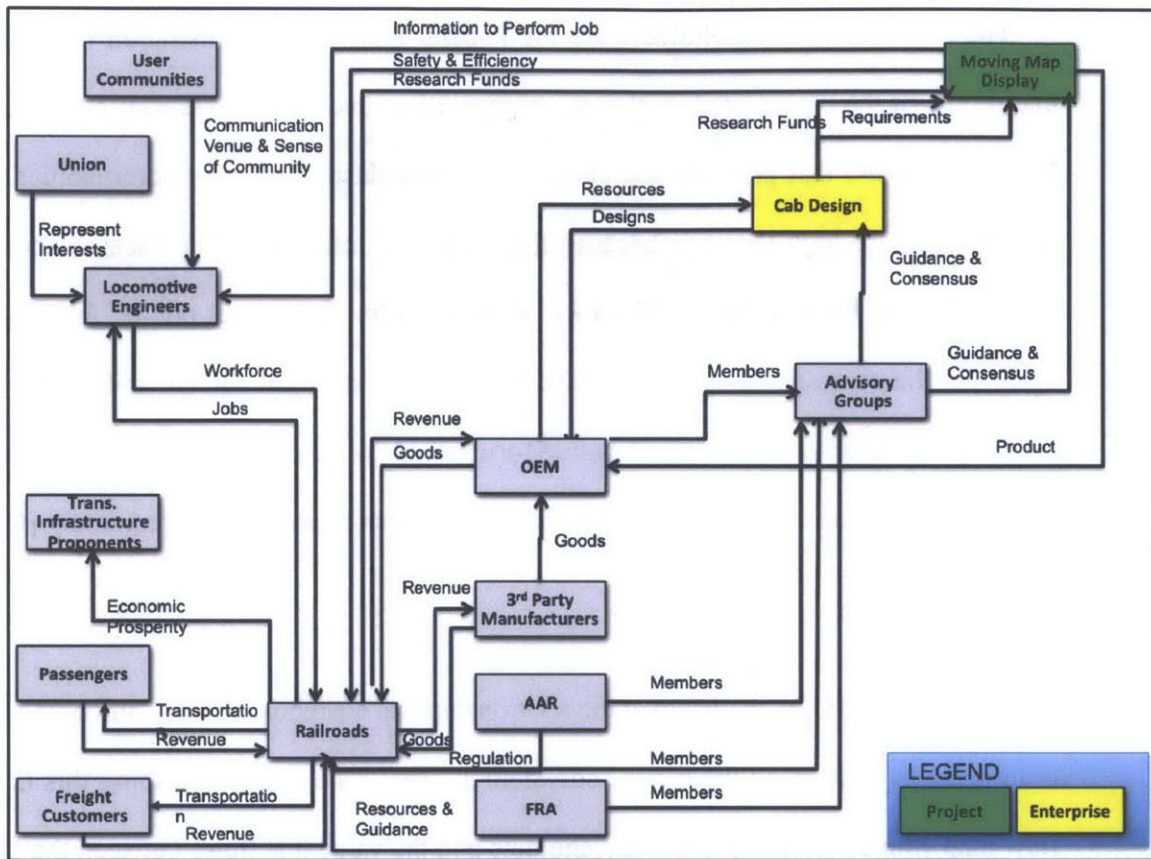 Information to Perform Job
User
Communities
Safety & Efficiency
Research Funds
Moving Map
Display
Research Funds
Requirements
Communication
Venue & Sense
of Community
Union
Represent
Interests
Resources
Cab Design
Designs
Locomotive
Engineers
Guidance &
Consensus
Workforce
Jobs
Members
Advisory
Groups
Guidance &
Consensus
Revenue
Goods
OEM
Product
Trans.
Infrastructure
Proponents
Goods
Economic
Prosperity
Revenue
3rd Party
Manufacturers
Passengers
Transportatio
Revenue
Railroads
Goods
AAR
Members
Regulation
Members
Freight
Customers
Transportatio
n
Revenue
Resources &
Guidance
FRA
Members
LEGEND
Project
Enterprise